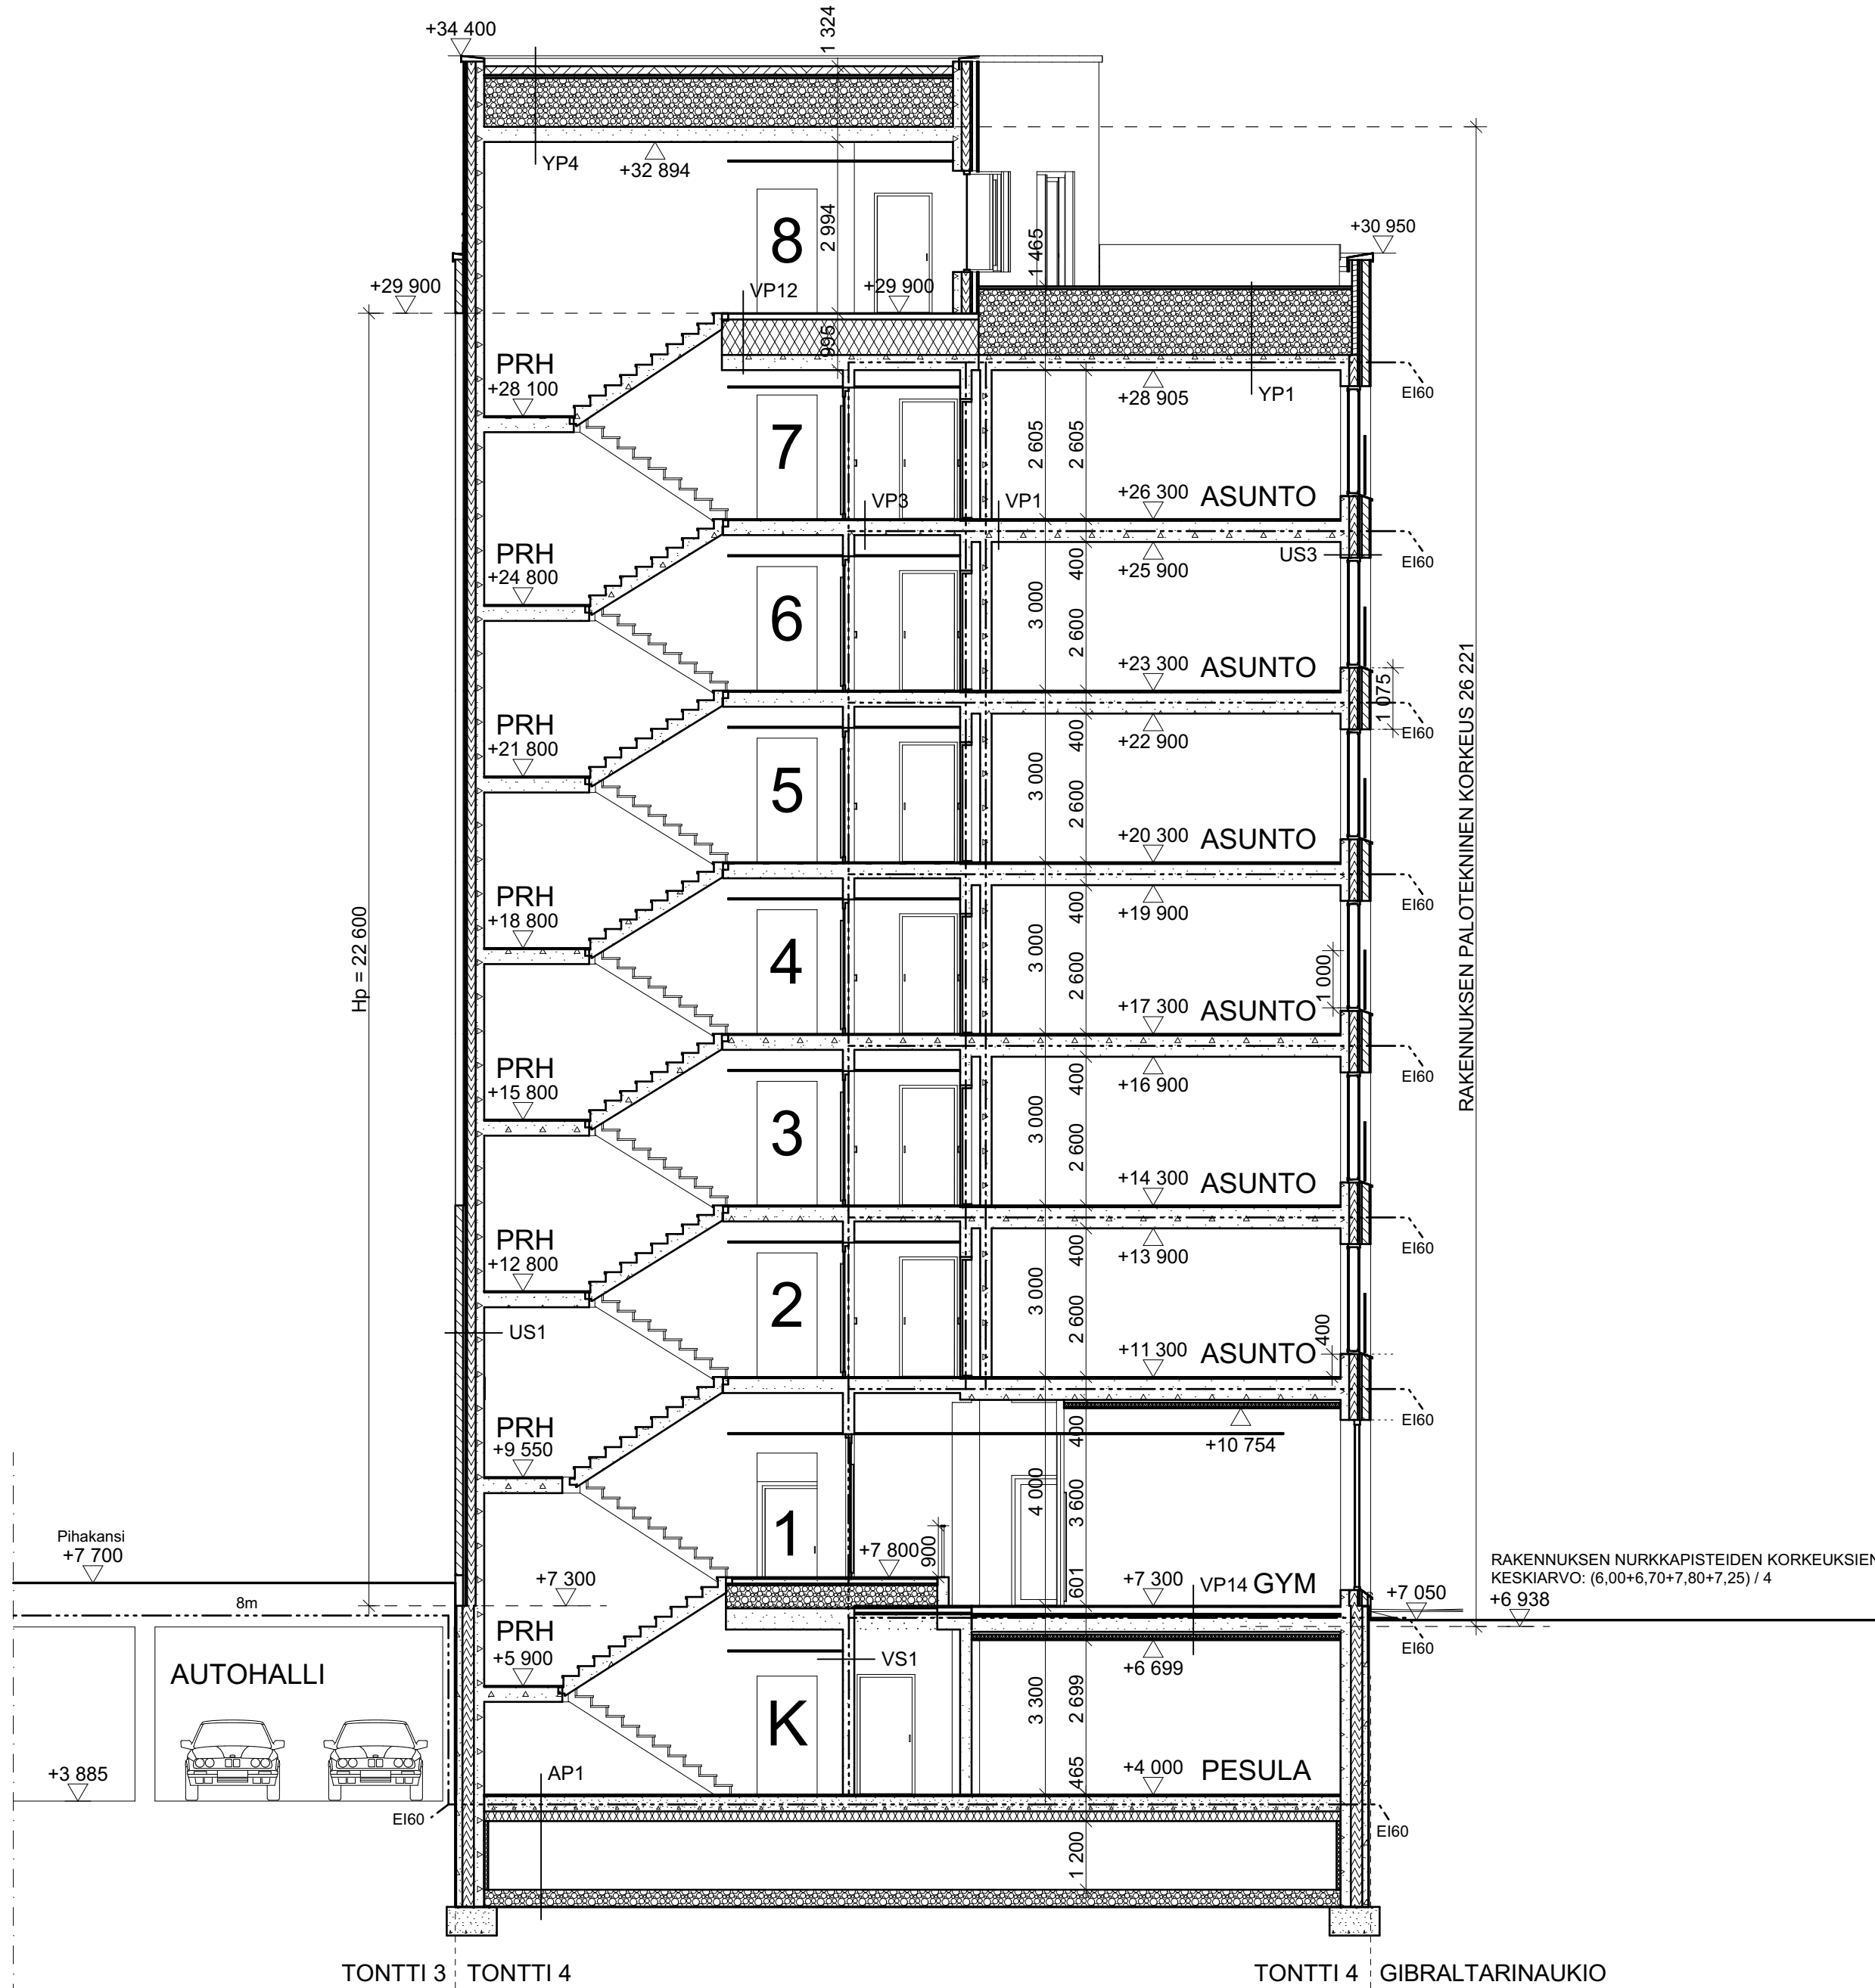 +34 400
1 324
YP4
+32 894
8
2 994
1 465
+30 950
+29 900
VP12
+29 900
995
PRH
+28 100
+28 905
YP1
EI60
7
2 605
2 605
+26 300 ASUNTO
VP3
VP1
PRH
+24 800
+25 900
US3
EI60
400
6
3 000
2 600
+23 300 ASUNTO
1 075
PRH
+21 800
+22 900
EI60
400
5
3 000
2 600
+20 300 ASUNTO
RAKENNUKSEN PALOTEKNINEN KORKEUS 26 221
PRH
+18 800
+19 900
EI60
400
Hp = 22 600
4
3 000
2 600
1 000
+17 300 ASUNTO
PRH
+15 800
+16 900
EI60
400
3
3 000
2 600
+14 300 ASUNTO
PRH
+12 800
+13 900
EI60
400
2
3 000
2 600
US1
400
+11 300 ASUNTO
PRH
+9 550
400
+10 754
EI60
1
4 000
3 600
900
+7 800
Pihakansi
+7 700
8m
+7 300
601
+7 300
VP14 GYM
+7 050
RAKENNUKSEN NURKKAPISTEIDEN KORKEUKSIEN
KESKIARVO: (6,00+6,70+7,80+7,25) / 4
+6 938
EI60
PRH
+5 900
VS1
+6 699
AUTOHALLI
K
3 300
2 699
+3 885
AP1
465
+4 000 PESULA
EI60
EI60
1 200
TONTTI 3
TONTTI 4
TONTTI 4
GIBRALTARINAUKIO